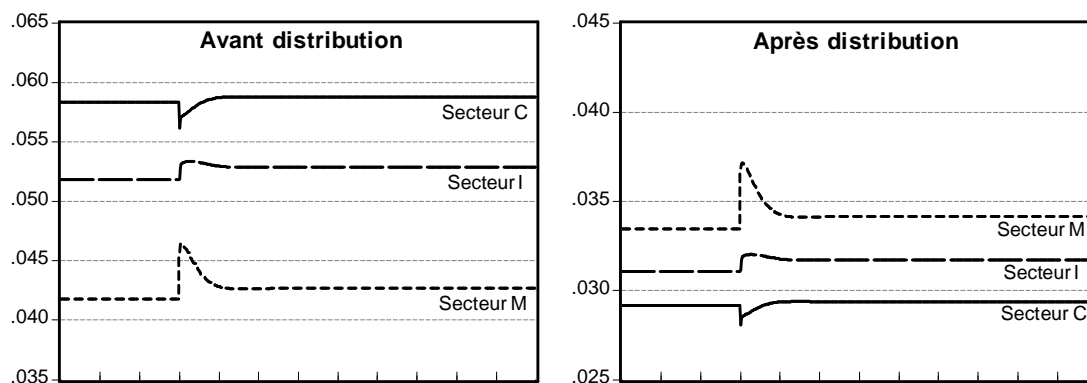 Avant distribution
.065
.060
.055
.050
.045
.040
.035
Secteur C
Secteur I
Secteur M
Après distribution
.045
.040
.035
.030
.025
Secteur M
Secteur I
Secteur C